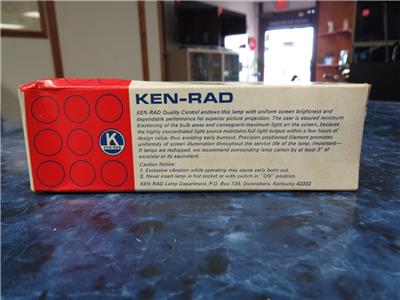 KEN-RAD
KEN-RAD Quality Control endows this lamp with uniform screen brightness and
dependable performance for superior picture projection. The user is assured minimum
blackening of the bulb areas and consequent maximum light on the screen, because
the highly concentrated light source maintains full light output within a few hours of
design value, thus avoiding early burnout. Precision positioned filament promotes
uniformity of screen illumination throughout the service life of the lamp. Important—
If lamps are reshipped, we recommend surrounding lamp carton by at least 3" of
excelsior or its equivalent.
Caution Notice:
1. Excessive vibration while operating may cause early burn-out.
2. Never insert lamp in hot socket or with switch in "ON" position.
KEN-RAD Lamp Department, P.O. Box 739, Owensboro, Kentucky 42302
K
KEN-RAD